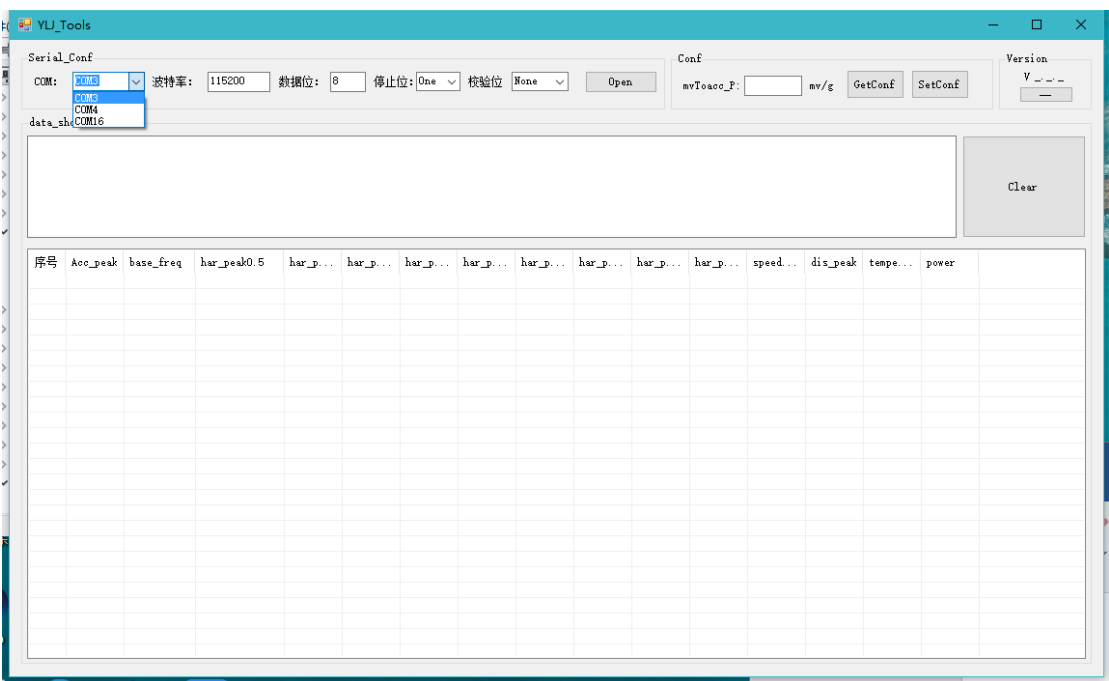 YLJ_Tools
Serial_Conf
COM: COM3 波特率: 115200 数据位: 8 停止位: One 校验位 None Open
COM3
COM4
COM16
Conf
mvToacc_P: mv/g GetConf SetConf
Version
V _._._
—
data_sh
Clear
序号 Acc_peak base_freq har_peak0.5 har_p... har_p... har_p... har_p... har_p... har_p... har_p... har_p... speed... dis_peak tempe... power